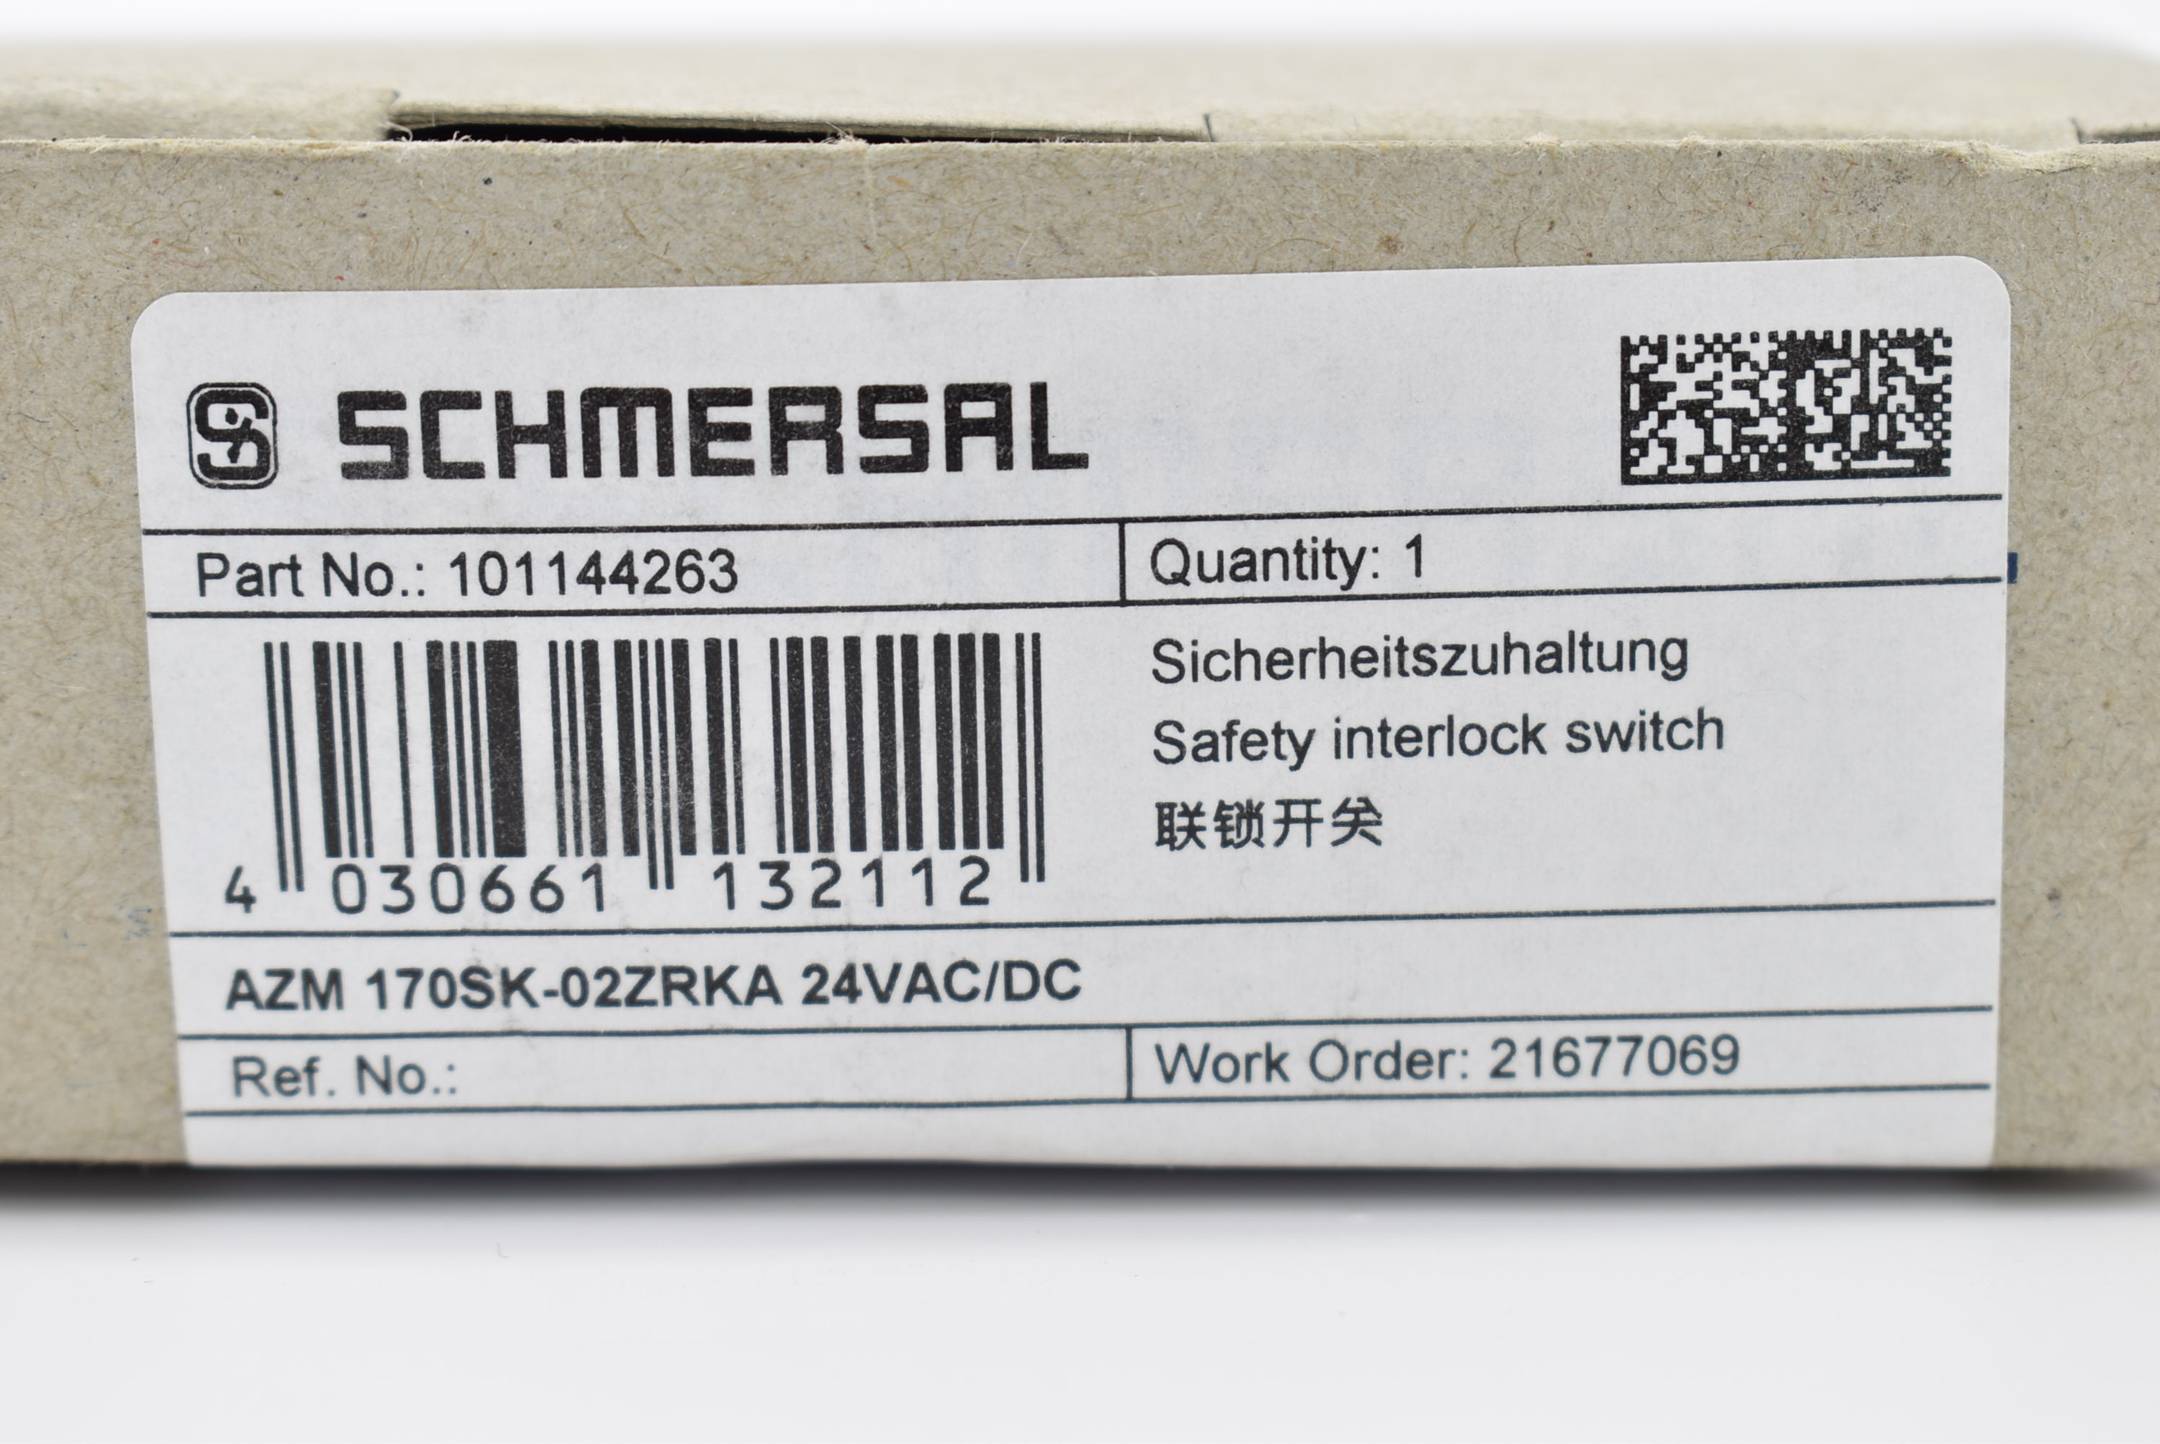 SCHMERSAL
Part No.: 101144263
Quantity: 1
4 030661 132112
Sicherheitszuhaltung
Safety interlock switch
联锁开关
AZM 170SK-02ZRKA 24VAC/DC
Ref. No.:
Work Order: 21677069